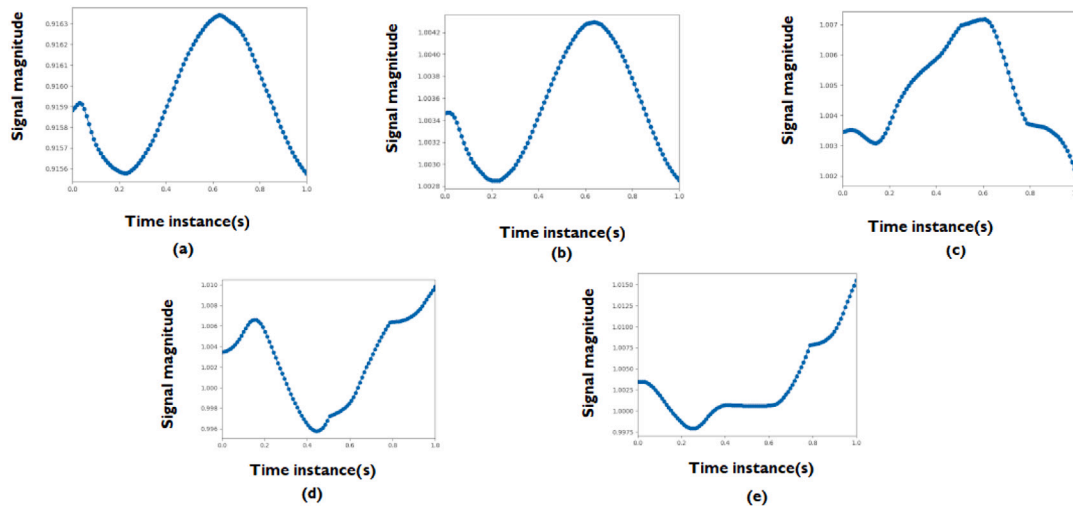 Signal magnitude
0.9163
0.9162
0.9161
0.9160
0.9159
0.9158
0.9157
0.9156
0.0 0.2 0.4 0.6 0.8 1.0
Time instance(s)
(a)
Signal magnitude
1.0042
1.0040
1.0038
1.0036
1.0034
1.0032
1.0030
1.0028
0.0 0.2 0.4 0.6 0.8 1.0
Time instance(s)
(b)
Signal magnitude
1.007
1.006
1.005
1.004
1.003
1.002
0.0 0.2 0.4 0.6 0.8 1.0
Time instance(s)
(c)
Signal magnitude
1.010
1.008
1.006
1.004
1.002
1.000
0.998
0.996
0.0 0.2 0.4 0.6 0.8 1.0
Time instance(s)
(d)
Signal magnitude
1.0150
1.0125
1.0100
1.0075
1.0050
1.0025
1.0000
0.9975
0.0 0.2 0.4 0.6 0.8 1.0
Time instance(s)
(e)